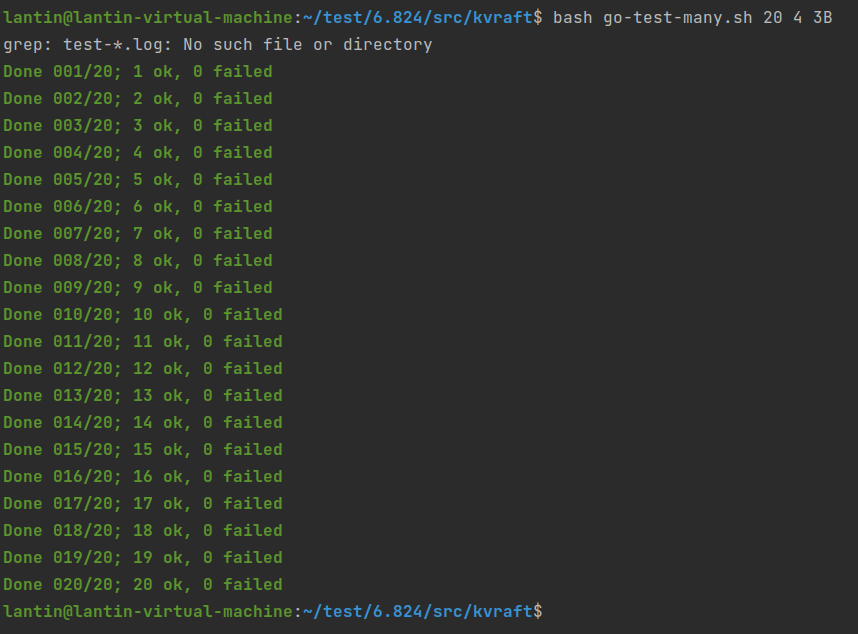 lantin@lantin-virtual-machine:~/test/6.824/src/kvraft$ bash go-test-many.sh 20 4 3B
grep: test-*.log: No such file or directory
Done 001/20; 1 ok, 0 failed
Done 002/20; 2 ok, 0 failed
Done 003/20; 3 ok, 0 failed
Done 004/20; 4 ok, 0 failed
Done 005/20; 5 ok, 0 failed
Done 006/20; 6 ok, 0 failed
Done 007/20; 7 ok, 0 failed
Done 008/20; 8 ok, 0 failed
Done 009/20; 9 ok, 0 failed
Done 010/20; 10 ok, 0 failed
Done 011/20; 11 ok, 0 failed
Done 012/20; 12 ok, 0 failed
Done 013/20; 13 ok, 0 failed
Done 014/20; 14 ok, 0 failed
Done 015/20; 15 ok, 0 failed
Done 016/20; 16 ok, 0 failed
Done 017/20; 17 ok, 0 failed
Done 018/20; 18 ok, 0 failed
Done 019/20; 19 ok, 0 failed
Done 020/20; 20 ok, 0 failed
lantin@lantin-virtual-machine:~/test/6.824/src/kvraft$